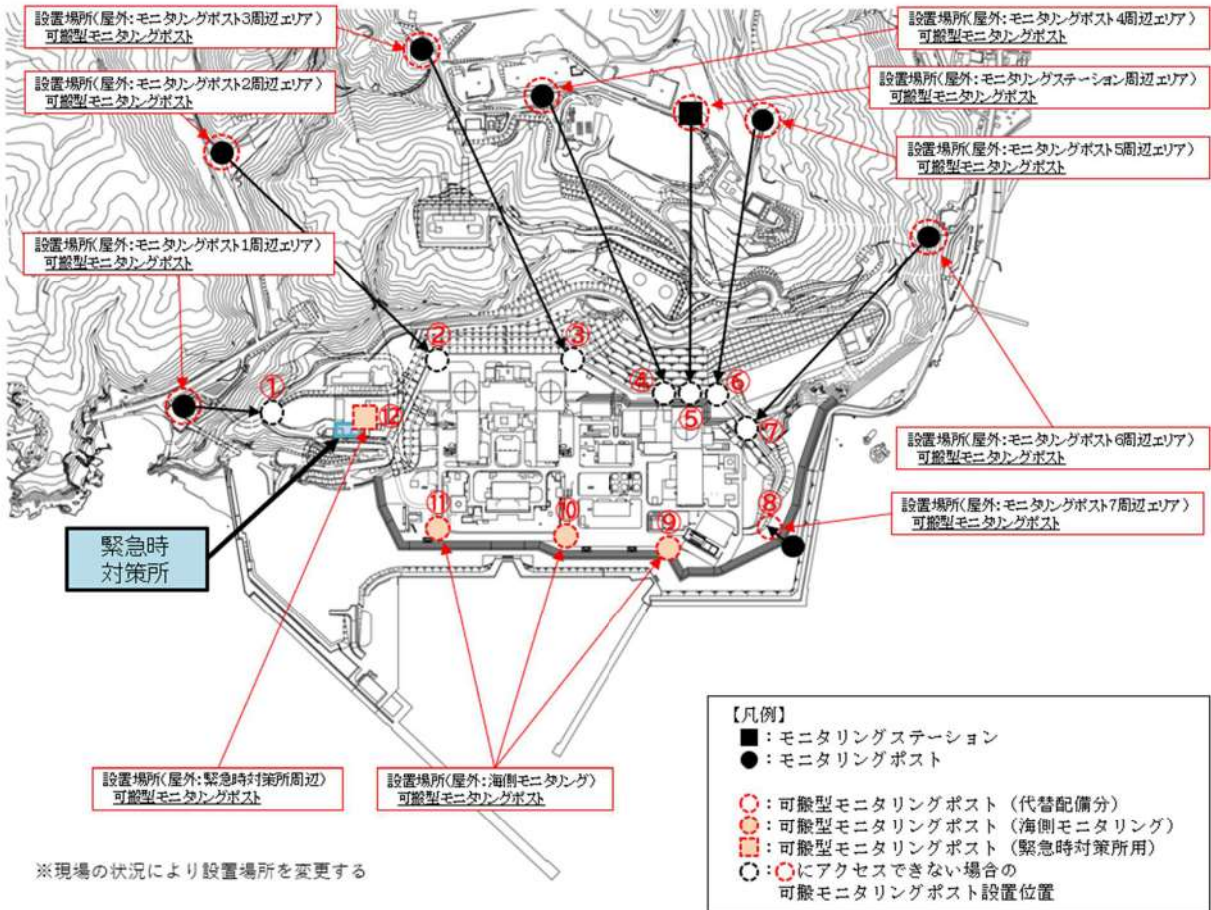 設置場所(屋外:モニタリングポスト3周辺エリア)
可搬型モニタリングポスト
設置場所(屋外:モニタリングポスト2周辺エリア)
可搬型モニタリングポスト
設置場所(屋外:モニタリングポスト1周辺エリア)
可搬型モニタリングポスト
設置場所(屋外:モニタリングポスト4周辺エリア)
可搬型モニタリングポスト
設置場所(屋外:モニタリングステーション周辺エリア)
可搬型モニタリングポスト
設置場所(屋外:モニタリングポスト5周辺エリア)
可搬型モニタリングポスト
設置場所(屋外:モニタリングポスト6周辺エリア)
可搬型モニタリングポスト
設置場所(屋外:モニタリングポスト7周辺エリア)
可搬型モニタリングポスト
①
②
③
④
⑤
⑥
⑦
⑧
⑨
⑩
⑪
⑫
緊急時
対策所
設置場所(屋外:緊急時対策所周辺)
可搬型モニタリングポスト
設置場所(屋外:海側モニタリング)
可搬型モニタリングポスト
※現場の状況により設置場所を変更する
【凡例】
■:モニタリングステーション
●:モニタリングポスト
:可搬型モニタリングポスト(代替配備分)
:可搬型モニタリングポスト(海側モニタリング)
:可搬型モニタリングポスト(緊急時対策所用)
:◌にアクセスできない場合の
可搬モニタリングポスト設置位置